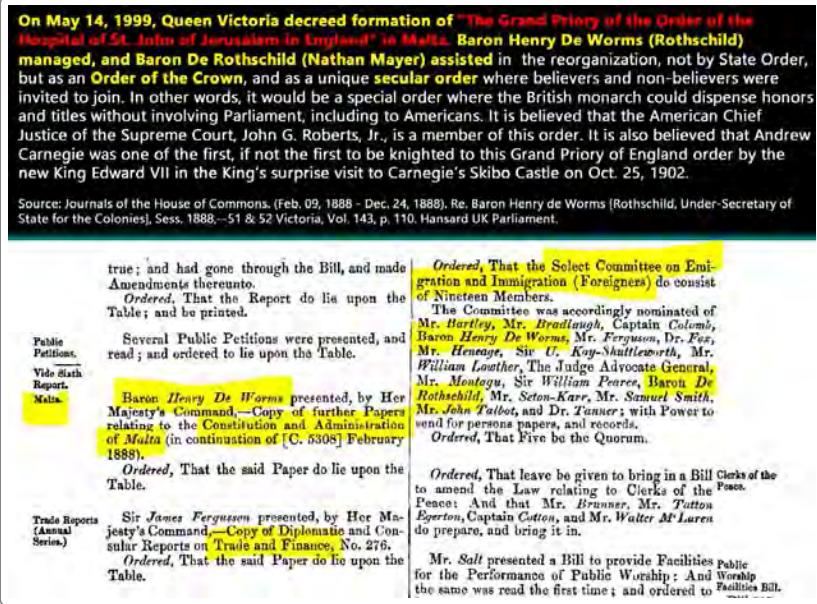 On May 14, 1999, Queen Victoria decreed formation of "The Grand Priory of the Order of the
Hospital of St. John of Jerusalem in England" in Malta. Baron Henry De Worms (Rothschild)
managed, and Baron De Rothschild (Nathan Mayer) assisted in the reorganization, not by State Order,
but as an Order of the Crown, and as a unique secular order where believers and non-believers were
invited to join. In other words, it would be a special order where the British monarch could dispense honors
and titles without involving Parliament, including to Americans. It is believed that the American Chief
Justice of the Supreme Court, John G. Roberts, Jr., is a member of this order. It is also believed that Andrew
Carnegie was one of the first, if not the first to be knighted to this Grand Priory of England order by the
new King Edward VII in the King's surprise visit to Carnegie's Skibo Castle on Oct. 25, 1902.
Source: Journals of the House of Commons. (Feb. 09, 1888 - Dec. 24, 1888). Re. Baron Henry de Worms [Rothschild, Under-Secretary of
State for the Colonies], Sess. 1888,--51 & 52 Victoria, Vol. 143, p. 110. Hansard UK Parliament.
true; and had gone through the Bill, and made
Amendments thereunto.
Ordered, That the Report do lie upon the
Table; and be printed.
Public
Petitions.
Several Public Petitions were presented, and
read; and ordered to lie upon the Table.
Vide Sixth
Report.
Malta.
Baron Henry De Worms presented, by Her
Majesty's Command,—Copy of further Papers
relating to the Constitution and Administration
of Malta (in continuation of [C. 5308] February
1888).
Ordered, That the said Paper do lie upon the
Table.
Trade Reports
(Annual
Series.)
Sir James Fergusson presented, by Her Ma-
jesty's Command,—Copy of Diplomatic and Con-
sular Reports on Trade and Finance, No. 276.
Ordered, That the said Paper do lie upon the
Table.
Ordered, That the Select Committee on Emi-
gration and Immigration (Foreigners) do consist
of Nineteen Members.
The Committee was accordingly nominated of
Mr. Bartley, Mr. Bradlaugh, Captain Colomb,
Baron Henry De Worms, Mr. Ferguson, Dr. Fox,
Mr. Heneage, Sir U. Kay-Shuttleworth, Mr.
William Lowther, The Judge Advocate General,
Mr. Montagu, Sir William Pearce, Baron De
Rothschild, Mr. Seton-Karr, Mr. Samuel Smith,
Mr. John Talbot, and Dr. Tanner; with Power to
send for persons papers, and records.
Ordered, That Five be the Quorum.
Ordered, That leave be given to bring in a Bill
to amend the Law relating to Clerks of the
Peace: And that Mr. Brunner, Mr. Tatton
Egerton, Captain Cotton, and Mr. Walter M'Laren
do prepare, and bring it in.
Clerks of the
Peace.
Mr. Salt presented a Bill to provide Facilities
for the Performance of Public Worship: And
the same was read the first time; and ordered to
Public
Worship
Facilities Bill.